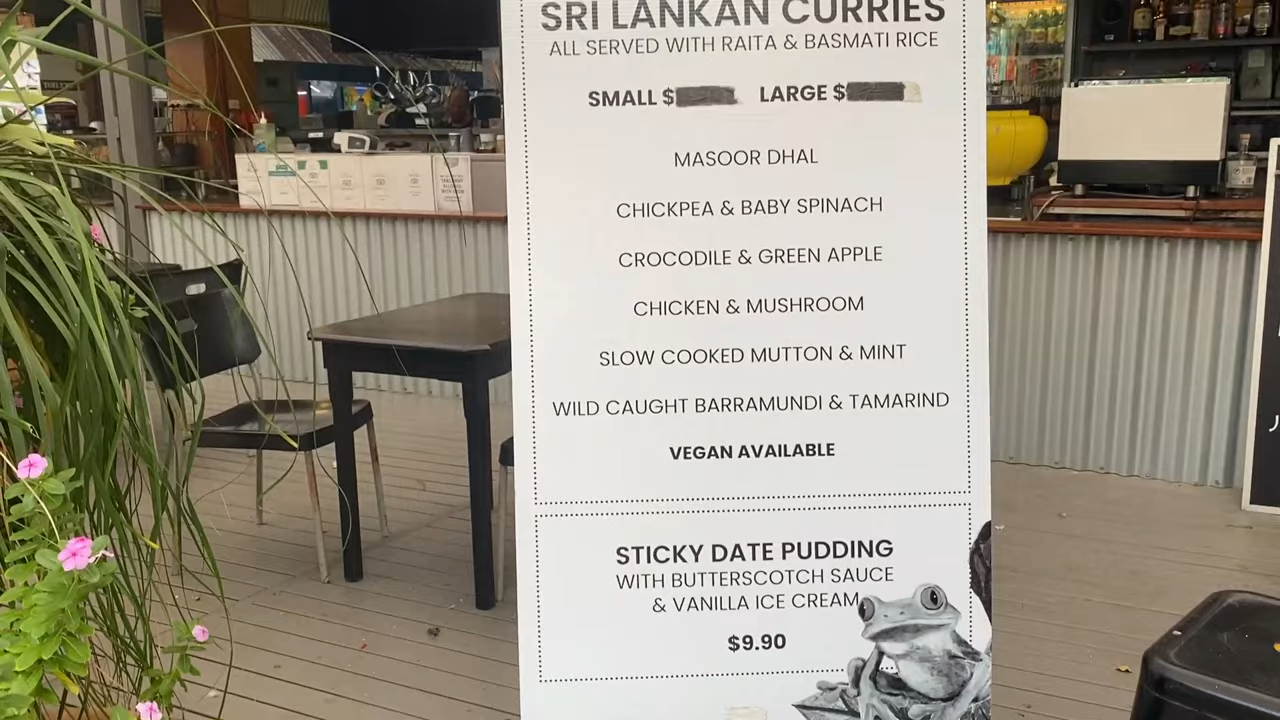 SRI LANKAN CURRIES
ALL SERVED WITH RAITA & BASMATI RICE
SMALL $ LARGE $
MASOOR DHAL
CHICKPEA & BABY SPINACH
CROCODILE & GREEN APPLE
CHICKEN & MUSHROOM
SLOW COOKED MUTTON & MINT
WILD CAUGHT BARRAMUNDI & TAMARIND
VEGAN AVAILABLE
STICKY DATE PUDDING
WITH BUTTERSCOTCH SAUCE
& VANILLA ICE CREAM
$9.90